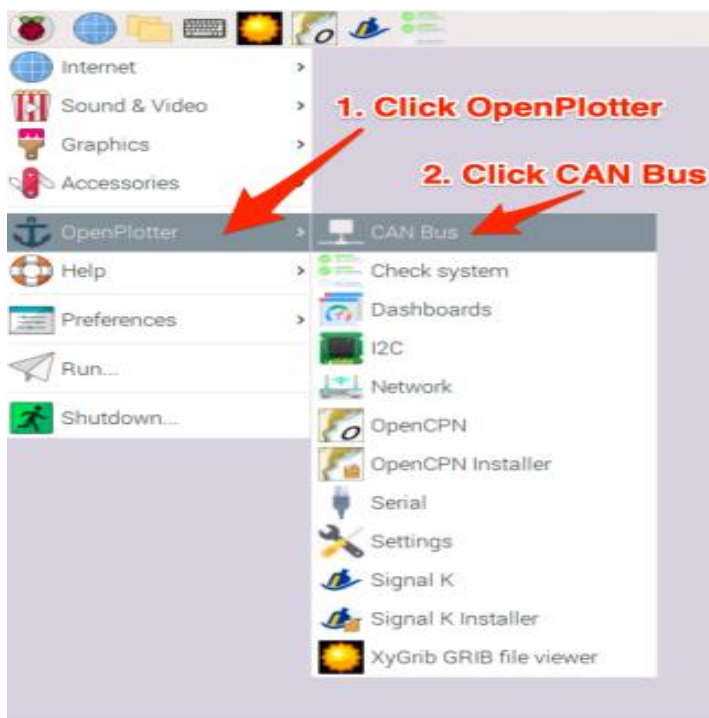 Internet
Sound & Video
1. Click OpenPlotter
Graphics
Accessories
2. Click CAN Bus
OpenPlotter
CAN Bus
Help
Check system
Dashboards
Preferences
I2C
Run...
Network
Shutdown...
OpenCPN
OpenCPN Installer
Serial
Settings
Signal K
Signal K Installer
XyGrib GRIB file viewer